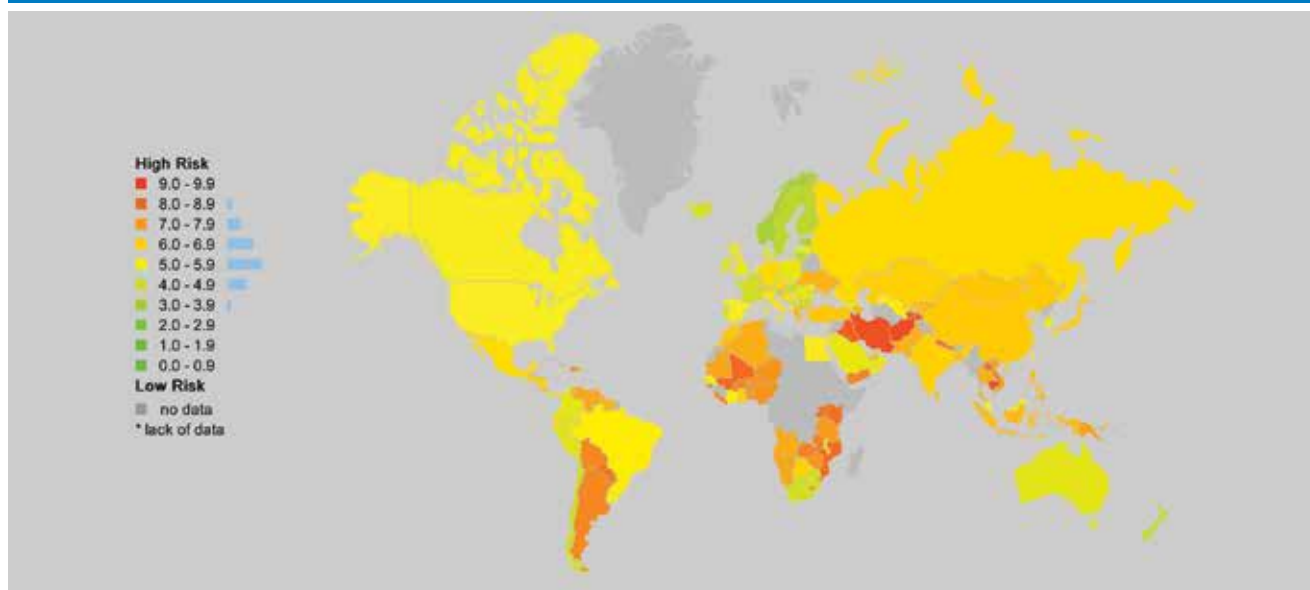 High Risk
9.0 - 9.9
8.0 - 8.9
7.0 - 7.9
6.0 - 6.9
5.0 - 5.9
4.0 - 4.9
3.0 - 3.9
2.0 - 2.9
1.0 - 1.9
0.0 - 0.9
Low Risk
no data
* lack of data